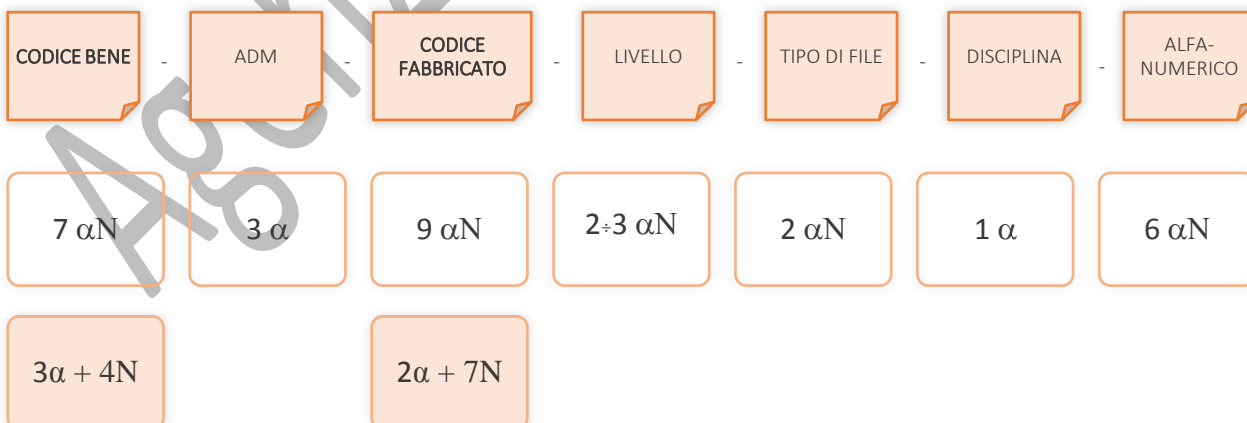 CODICE BENE - ADM - CODICE FABBRICATO - LIVELLO - TIPO DI FILE - DISCIPLINA - ALFA-NUMERICO
7 αN 3 α 9 αN 2÷3 αN 2 αN 1 α 6 αN
3α + 4N 2α + 7N